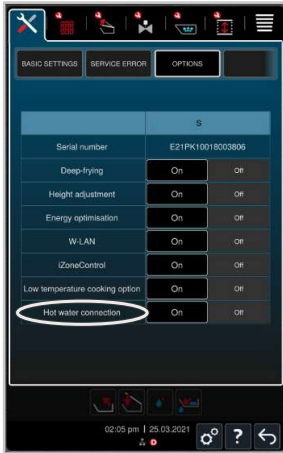 BASIC SETTINGS SERVICE ERROR OPTIONS
S
Serial number E21PK10018003806
Deep-frying On Off
Height adjustment On Off
Energy optimisation On Off
W-LAN On Off
iZoneControl On Off
Low temperature cooking option On Off
Hot water connection On Off
02:05 pm | 25.03.2021
?